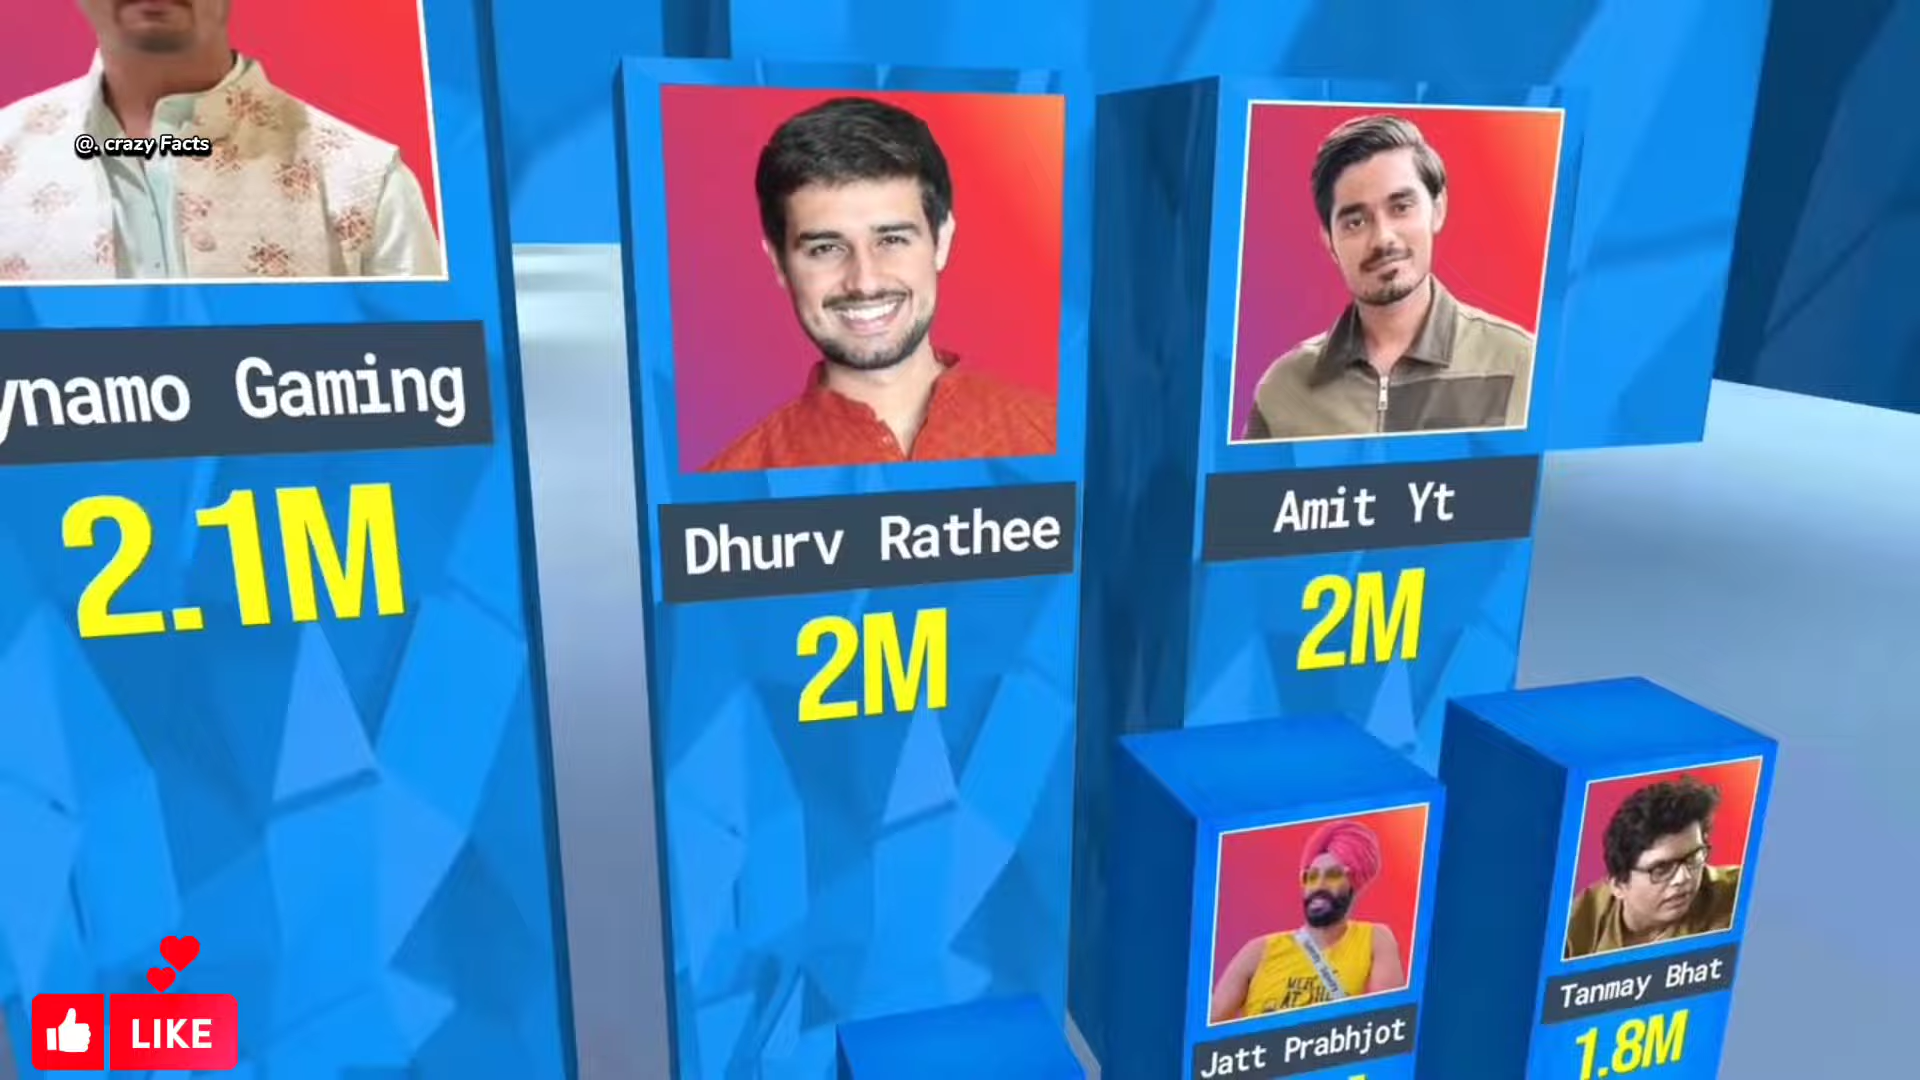 @. crazy Facts
ynamo Gaming
2.1M
Dhurv Rathee
2M
Amit Yt
2M
Jatt Prabhjot
Tanmay Bhat
1.8M
LIKE